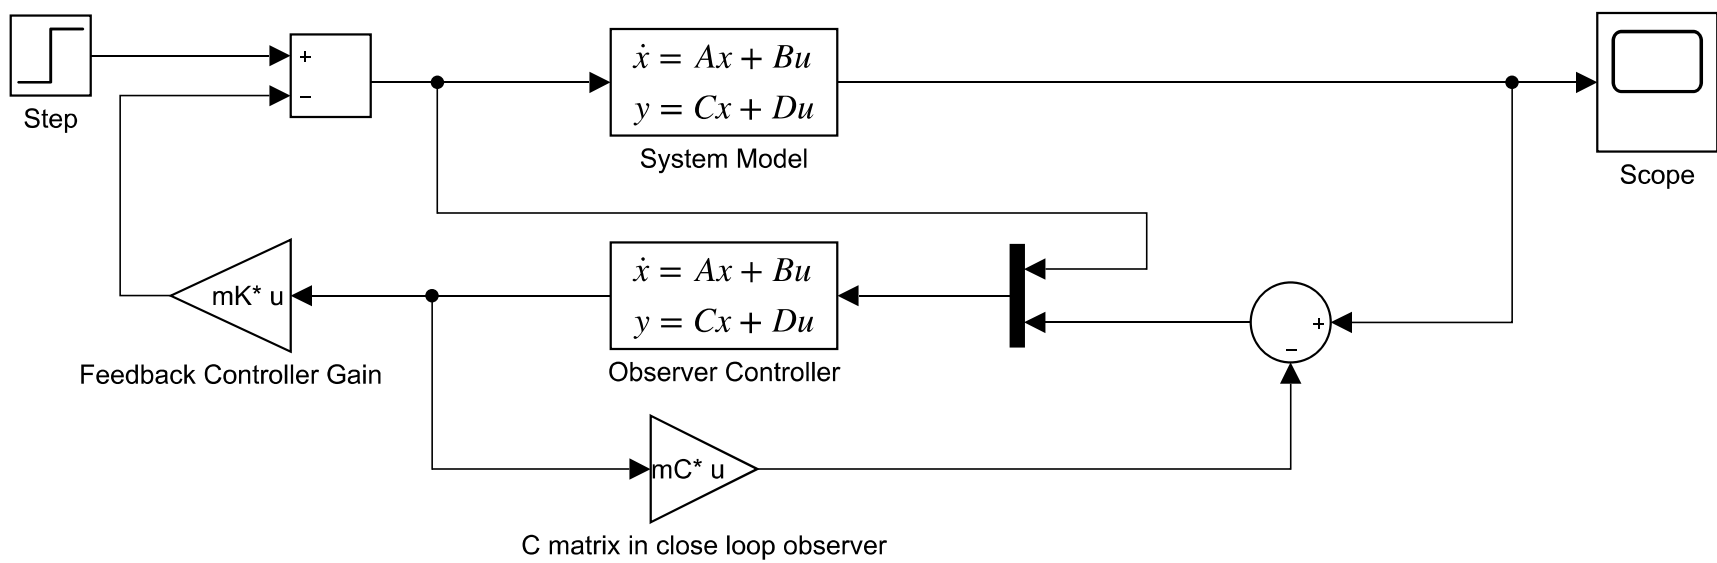 +
−
Step
ẋ = Ax + Bu
y = Cx + Du
System Model
Scope
mK* u
Feedback Controller Gain
ẋ = Ax + Bu
y = Cx + Du
Observer Controller
+
−
mC* u
C matrix in close loop observer